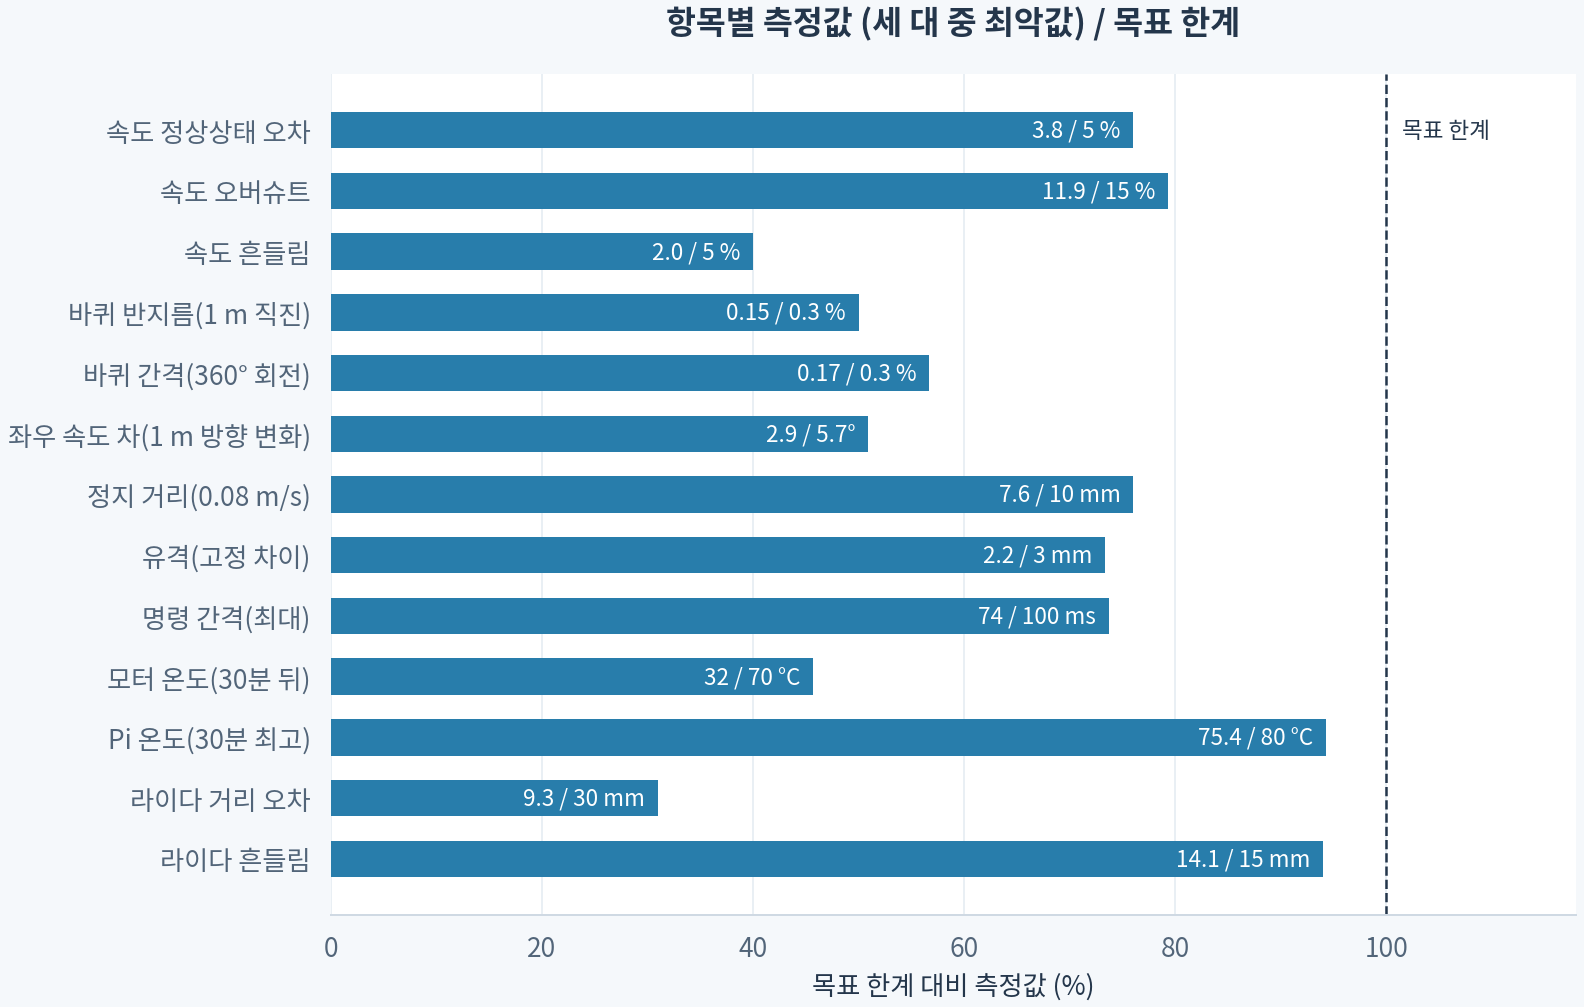 항목별 측정값 (세 대 중 최악값) / 목표 한계
목표 한계
속도 정상상태 오차 3.8 / 5 %
속도 오버슈트 11.9 / 15 %
속도 흔들림 2.0 / 5 %
바퀴 반지름(1 m 직진) 0.15 / 0.3 %
바퀴 간격(360° 회전) 0.17 / 0.3 %
좌우 속도 차(1 m 방향 변화) 2.9 / 5.7°
정지 거리(0.08 m/s) 7.6 / 10 mm
유격(고정 차이) 2.2 / 3 mm
명령 간격(최대) 74 / 100 ms
모터 온도(30분 뒤) 32 / 70 °C
Pi 온도(30분 최고) 75.4 / 80 °C
라이다 거리 오차 9.3 / 30 mm
라이다 흔들림 14.1 / 15 mm
0 20 40 60 80 100
목표 한계 대비 측정값 (%)